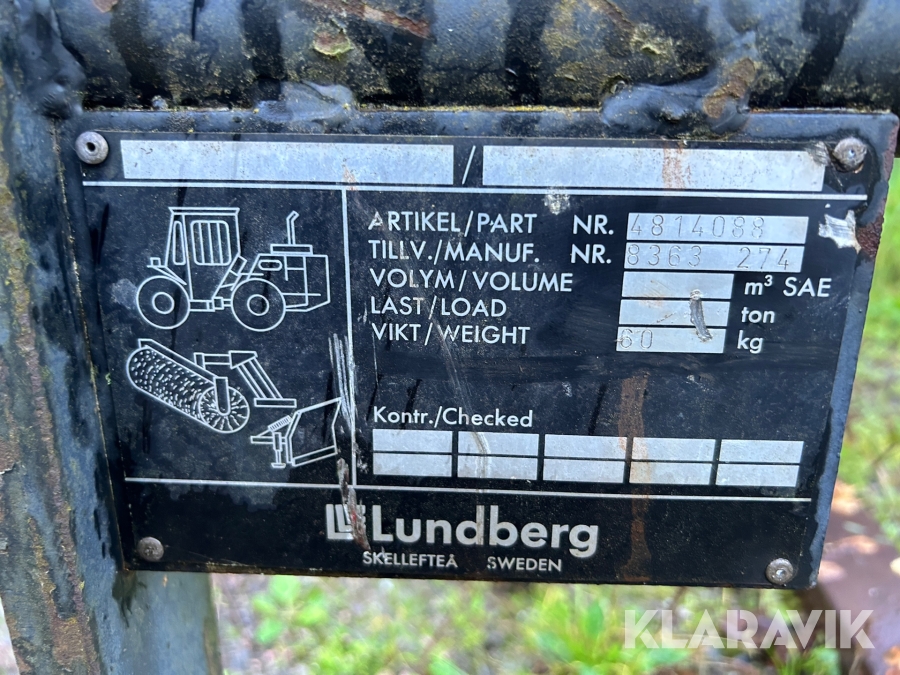 /
ARTIKEL/PART NR. 4814088
TILLV./MANUF. NR. 8363 274
VOLYM/VOLUME m³ SAE
LAST/LOAD ton
VIKT/WEIGHT 60 kg
Kontr./Checked
Lundberg
SKELLEFTEÅ SWEDEN
KLARAVIK